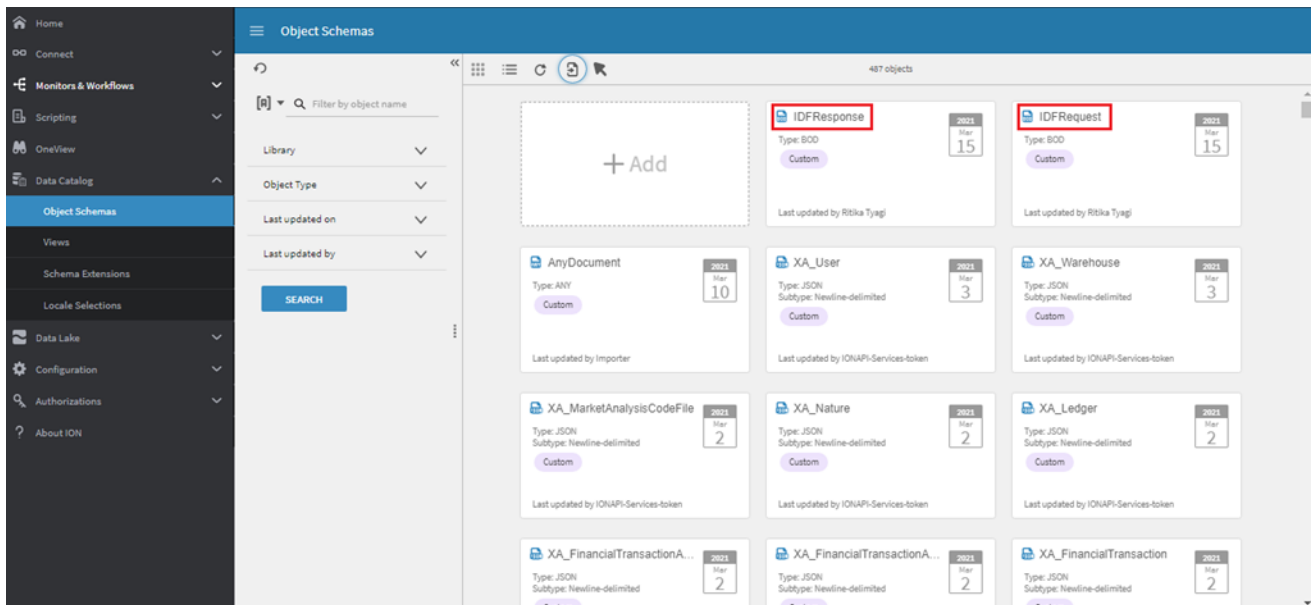 Home
Connect
Monitors & Workflows
Scripting
OneView
Data Catalog
Object Schemas
Views
Schema Extensions
Locale Selections
Data Lake
Configuration
Authorizations
? About ION
Object Schemas
[A] Filter by object name
Library
Object Type
Last updated on
Last updated by
SEARCH
487 objects
+ Add
IDFResponse
2021
Mar
15
Type: BOD
Custom
Last updated by Ritika Tyagi
IDFRequest
2021
Mar
15
Type: BOD
Custom
Last updated by Ritika Tyagi
AnyDocument
2021
Mar
10
Type: ANY
Custom
Last updated by Importer
XA_User
2021
Mar
3
Type: JSON
Subtype: Newline-delimited
Custom
Last updated by IONAPI-Services-token
XA_Warehouse
2021
Mar
3
Type: JSON
Subtype: Newline-delimited
Custom
Last updated by IONAPI-Services-token
XA_MarketAnalysisCodeFile
2021
Mar
2
Type: JSON
Subtype: Newline-delimited
Custom
Last updated by IONAPI-Services-token
XA_Nature
2021
Mar
2
Type: JSON
Subtype: Newline-delimited
Custom
Last updated by IONAPI-Services-token
XA_Ledger
2021
Mar
2
Type: JSON
Subtype: Newline-delimited
Custom
Last updated by IONAPI-Services-token
XA_FinancialTransactionA...
2021
Mar
2
Type: JSON
Subtype: Newline-delimited
XA_FinancialTransactionA...
2021
Mar
2
Type: JSON
Subtype: Newline-delimited
XA_FinancialTransaction
2021
Mar
2
Type: JSON
Subtype: Newline-delimited